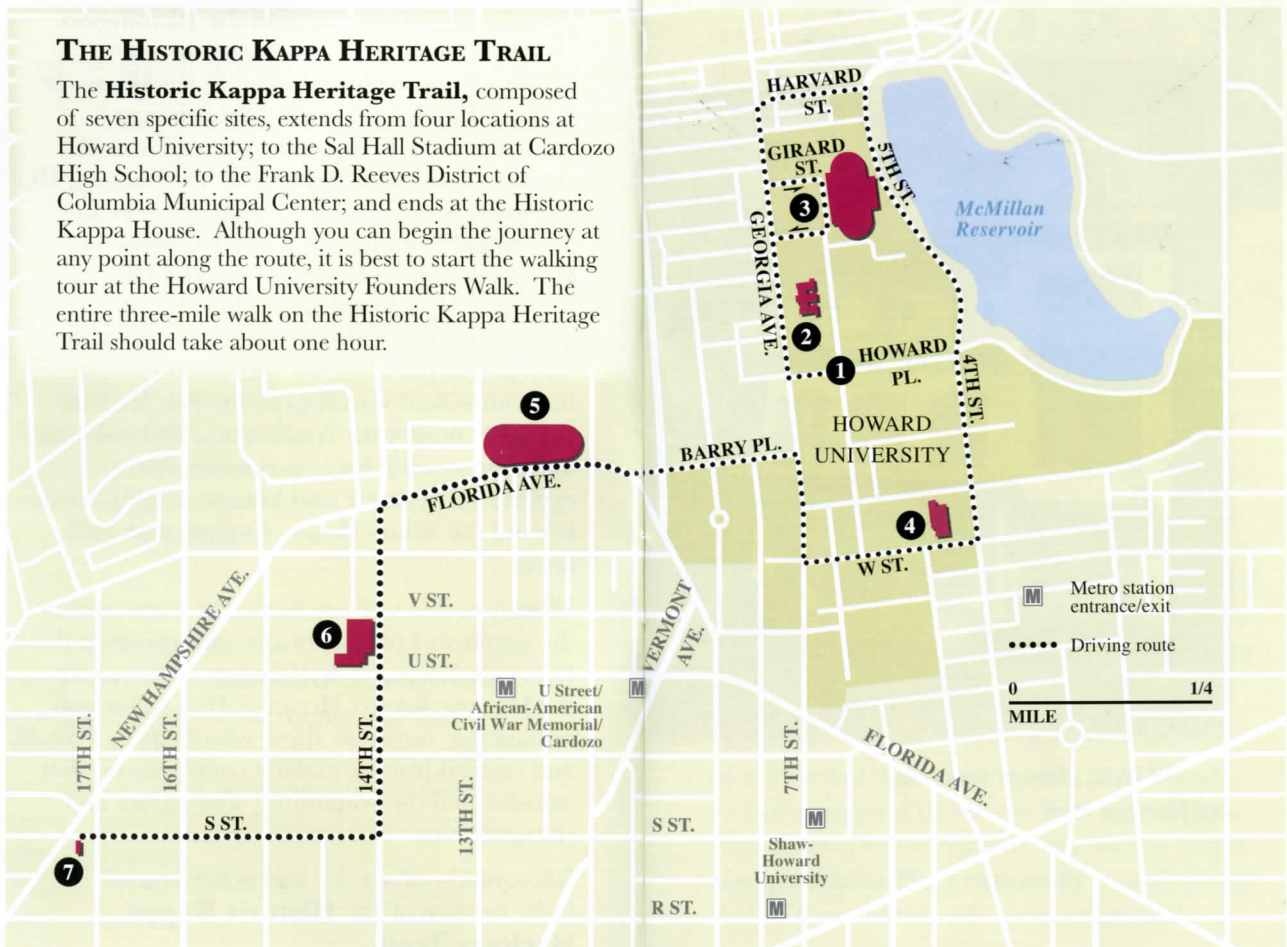 THE HISTORIC KAPPA HERITAGE TRAIL
The Historic Kappa Heritage Trail, composed
of seven specific sites, extends from four locations at
Howard University; to the Sal Hall Stadium at Cardozo
High School; to the Frank D. Reeves District of
Columbia Municipal Center; and ends at the Historic
Kappa House. Although you can begin the journey at
any point along the route, it is best to start the walking
tour at the Howard University Founders Walk. The
entire three-mile walk on the Historic Kappa Heritage
Trail should take about one hour.
HARVARD
ST.
GIRARD
ST.
5TH ST.
3
McMillan
Reservoir
GEORGIA AVE.
2
1
HOWARD
PL.
4TH ST.
HOWARD
UNIVERSITY
BARRY PL.
5
FLORIDA AVE.
4
W ST.
M
Metro station
entrance/exit
Driving route
0 1/4
MILE
V ST.
6
U ST.
VERMONT
AVE.
NEW HAMPSHIRE AVE.
M
M
U Street/
African-American
Civil War Memorial/
Cardozo
17TH ST.
16TH ST.
14TH ST.
13TH ST.
7TH ST.
FLORIDA AVE.
S ST.
S ST.
M
Shaw-
Howard
University
7
R ST.
M